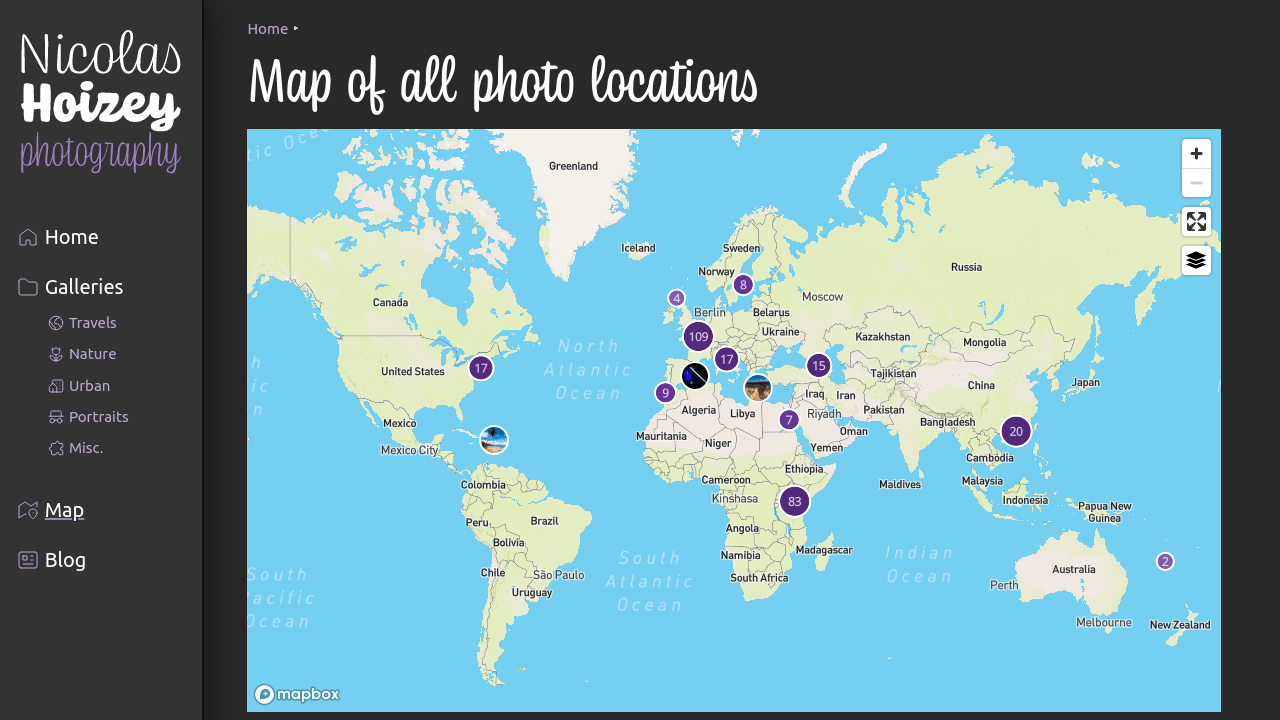 Nicolas
Hoizey
photography
Home
Galleries
Travels
Nature
Urban
Portraits
Misc.
Map
Blog
Home ‣
Map of all photo locations
tic Ocean
Greenland
Iceland
Sweden
Norway
Russia
8
4
Moscow
Canada
Berlin
Belarus
Ukraine
109
Kazakhstan
Mongolia
North
Atlantic
Ocean
17
United States
17
15
Tajikistan
China
Japan
9
Iraq
Iran
Pakistan
Algeria
Libya
Riyadh
7
Bangladesh
Mexico
Mauritania
Niger
Oman
20
Mexico City
Yemen
Cambodia
Ethiopia
Colombia
Cameroon
Maldives
Malaysia
Kinshasa
83
Indonesia
Papua New
Guinea
Peru
Brazil
Angola
Bolivia
Namibia
Madagascar
Indian
Ocean
South
Atlantic
Ocean
2
Chile
São Paulo
South Africa
Australia
Perth
South
Pacific
Ocean
Uruguay
Melbourne
New Zealand
mapbox